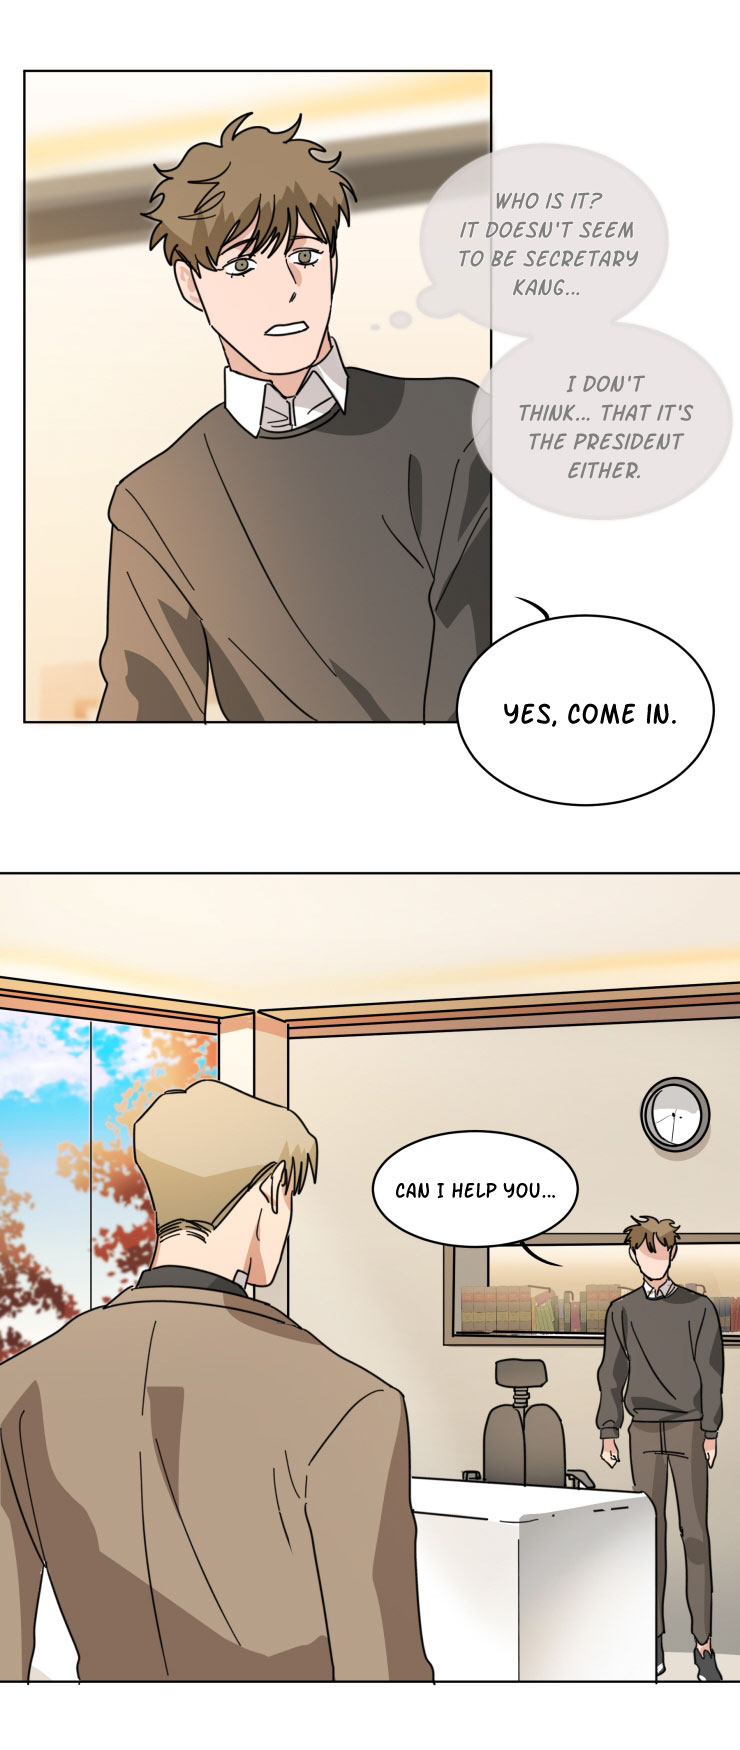 WHO IS IT?
IT DOESN'T SEEM
TO BE SECRETARY
KANG...
I DON'T
THINK... THAT IT'S
THE PRESIDENT
EITHER.
YES, COME IN.
CAN I HELP YOU...